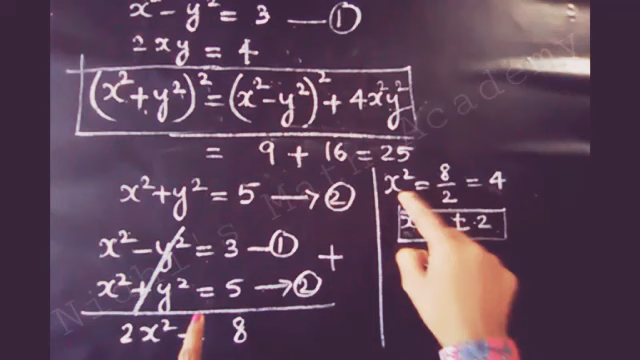 x² - y² = 3 — ①
2xy = 4
(x² + y²)² = (x² - y²)² + 4x²y²
= 9 + 16 = 25
x² + y² = 5 → ②
x² - y² = 3 — ① +
x² + y² = 5 → ②
2x² = 8
x² = 8/2 = 4
x ± 2